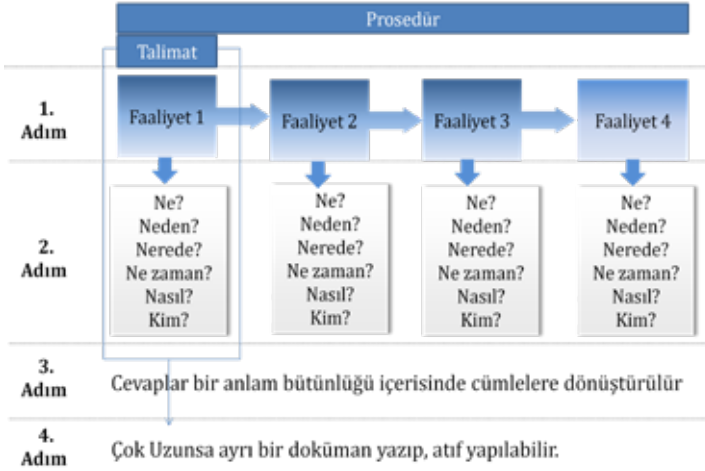 Prosedür
Talimat
1.
Adım
Faaliyet 1
Faaliyet 2
Faaliyet 3
Faaliyet 4
2.
Adım
Ne?
Neden?
Nerede?
Ne zaman?
Nasıl?
Kim?
Ne?
Neden?
Nerede?
Ne zaman?
Nasıl?
Kim?
Ne?
Neden?
Nerede?
Ne zaman?
Nasıl?
Kim?
Ne?
Neden?
Nerede?
Ne zaman?
Nasıl?
Kim?
3.
Adım
Cevaplar bir anlam bütünlüğü içerisinde cümlelere dönüştürülür
4.
Adım
Çok Uzunsa ayrı bir doküman yazıp, atıf yapılabilir.